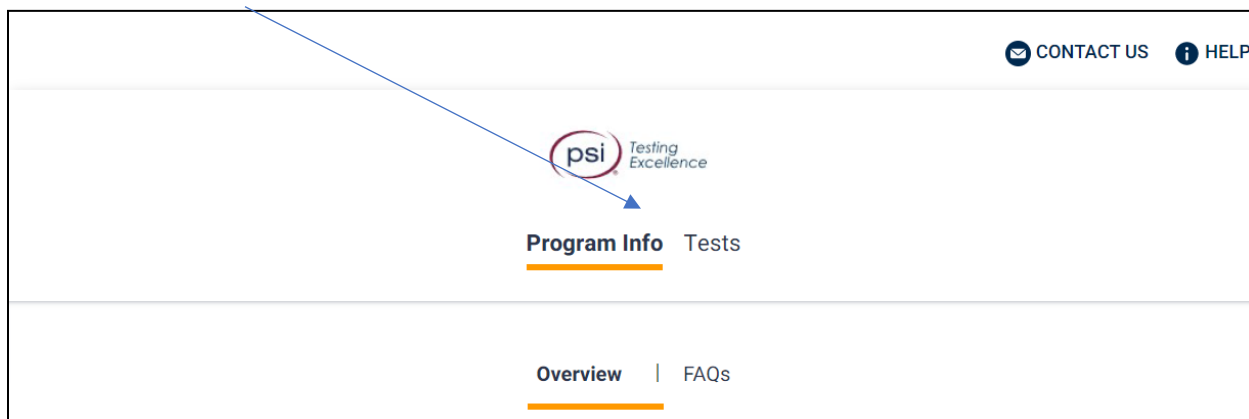 CONTACT US HELP
psi Testing
Excellence
Program Info Tests
Overview | FAQs